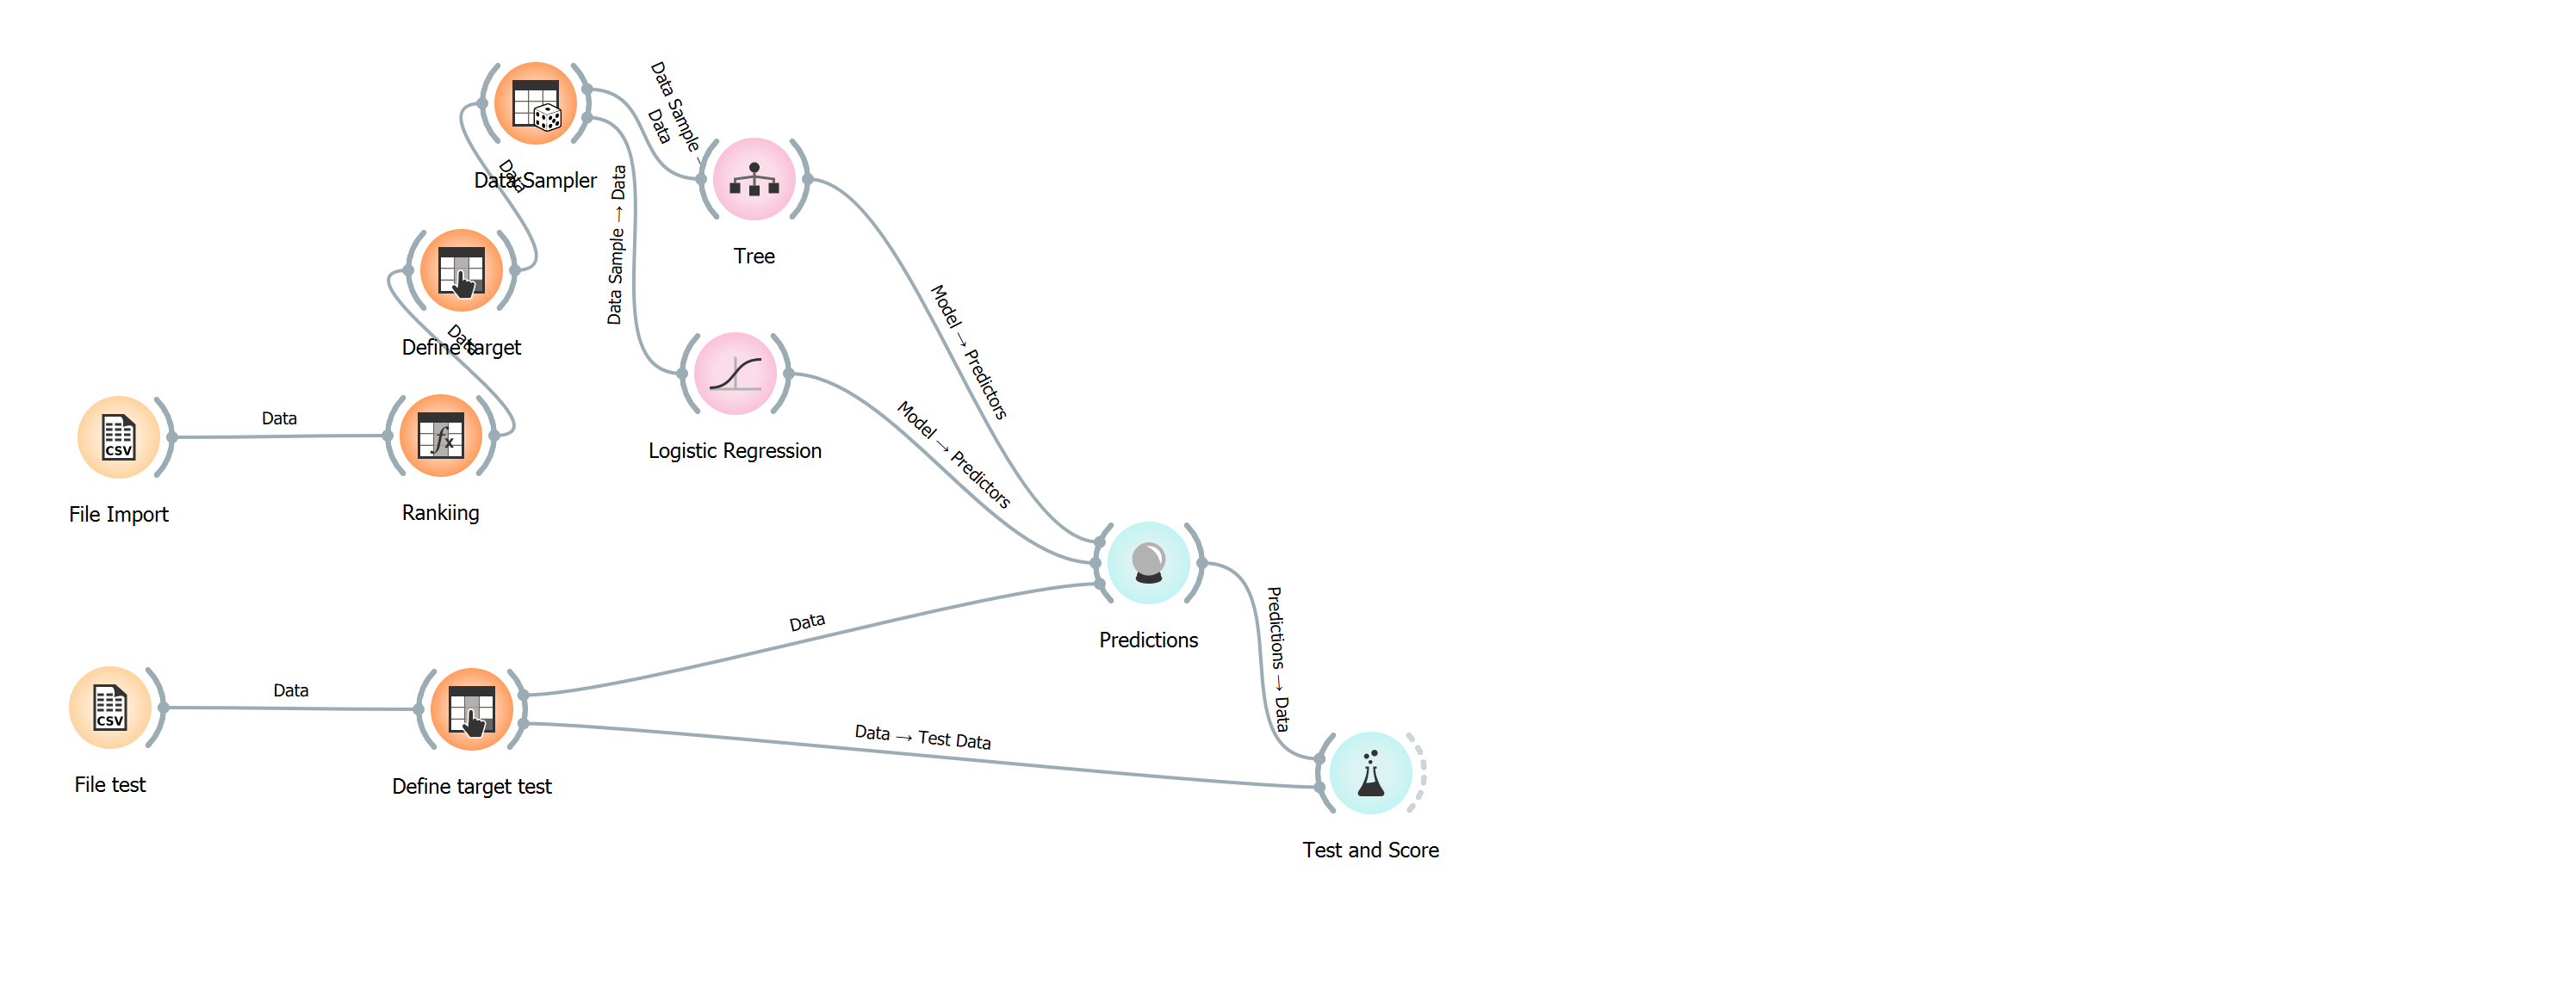 Data Sample →
Data
Data
Data Sampler
Data Sample → Data
Tree
Data
Define target
Model → Predictors
Logistic Regression
Model → Predictors
Data
CSV
File Import
fx
Rankiing
Data
Predictions
Predictions → Data
Data
CSV
File test
Define target test
Data → Test Data
Test and Score